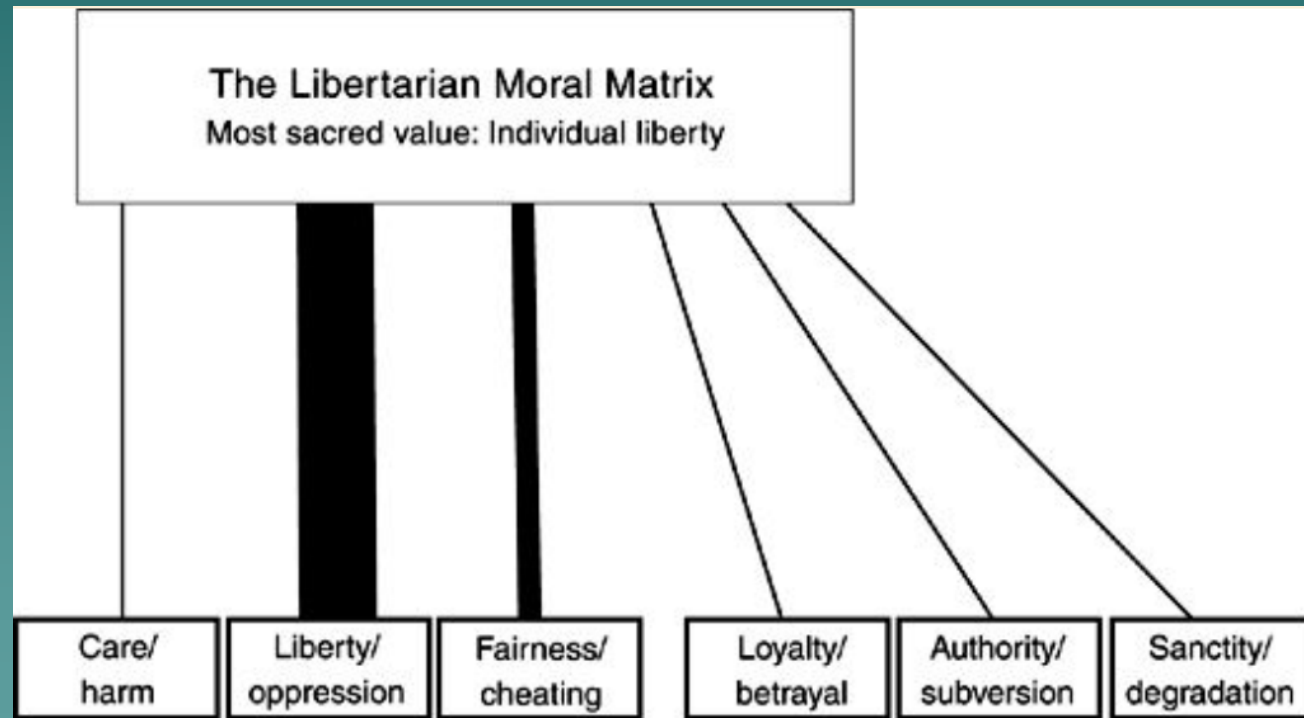 The Libertarian Moral Matrix
Most sacred value: Individual liberty
Care/
harm
Liberty/
oppression
Fairness/
cheating
Loyalty/
betrayal
Authority/
subversion
Sanctity/
degradation